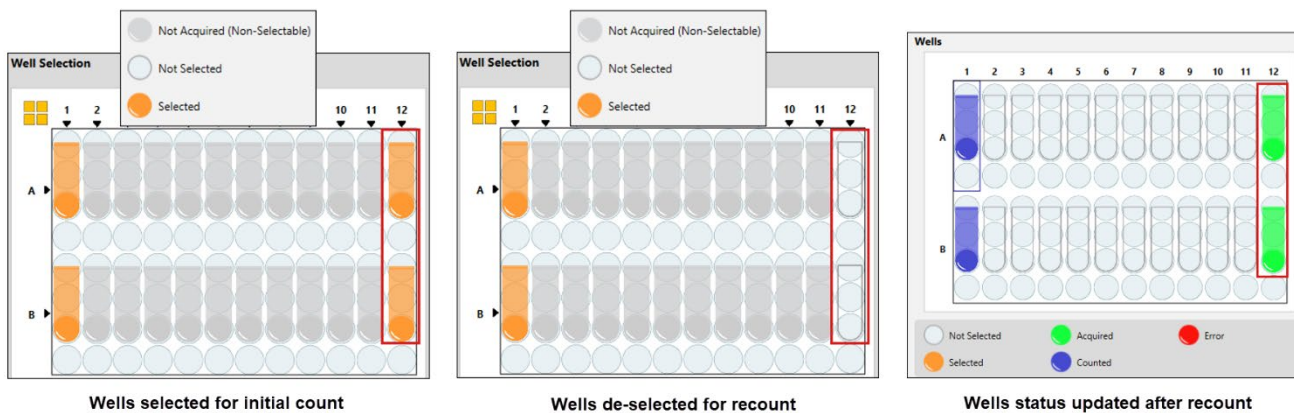 Not Acquired (Non-Selectable)
Not Selected
Selected
Well Selection
1 2 10 11 12
A
B
Wells selected for initial count
Not Acquired (Non-Selectable)
Not Selected
Selected
Well Selection
1 2 10 11 12
A
B
Wells de-selected for recount
Wells
1 2 3 4 5 6 7 8 9 10 11 12
A
B
Not Selected Acquired Error
Selected Counted
Wells status updated after recount